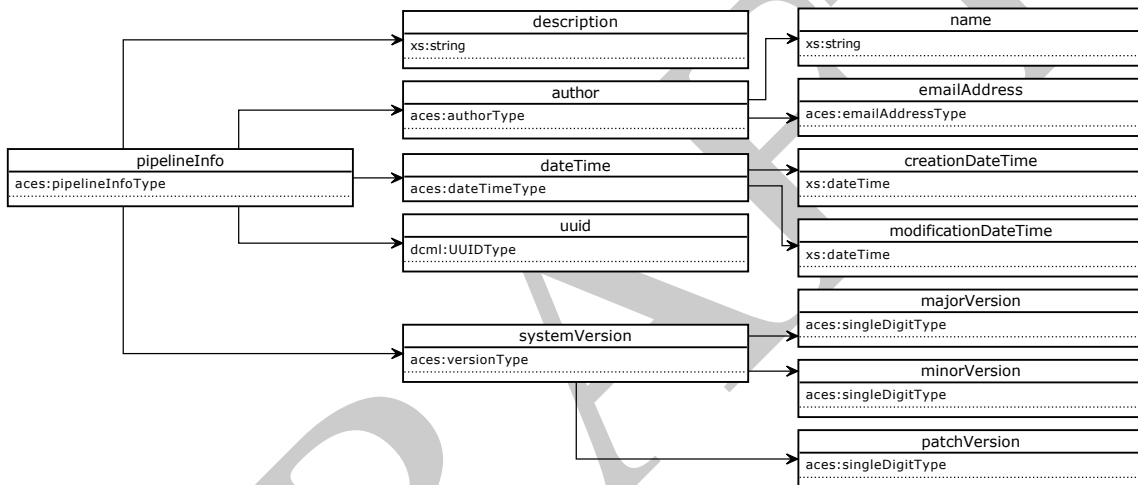 description
xs:string
name
xs:string
author
aces:authorType
emailAddress
aces:emailAddressType
pipelineInfo
aces:pipelineInfoType
dateTime
aces:dateTimeType
creationDateTime
xs:dateTime
uuid
dcml:UUIDType
modificationDateTime
xs:dateTime
systemVersion
aces:versionType
majorVersion
aces:singleDigitType
minorVersion
aces:singleDigitType
patchVersion
aces:singleDigitType